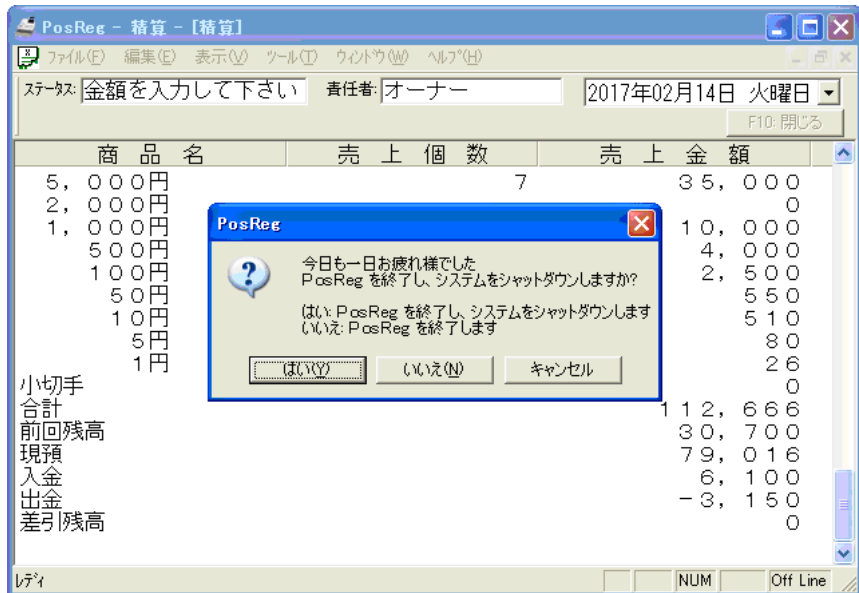 PosReg - 精算 - [精算]
ファイル(F) 編集(E) 表示(V) ツール(T) ウィンドウ(W) ヘルプ(H)
ステータス: 金額を入力して下さい 責任者: オーナー 2017年02月14日 火曜日
F10: 閉じる
商 品 名 売 上 個 数 売 上 金 額
5,000円 7 35,000
2,000円 0
1,000円 10,000
500円 4,000
100円 2,500
50円 550
10円 510
5円 80
1円 26
小切手 0
合計 112,666
前回残高 30,700
現預 79,016
入金 6,100
出金 -3,150
差引残高 0
PosReg
今日も一日お疲れ様でした
PosReg を終了し、システムをシャットダウンしますか?
はい: PosReg を終了し、システムをシャットダウンします
いいえ: PosReg を終了します
はい(Y) いいえ(N) キャンセル
レディ NUM Off Line